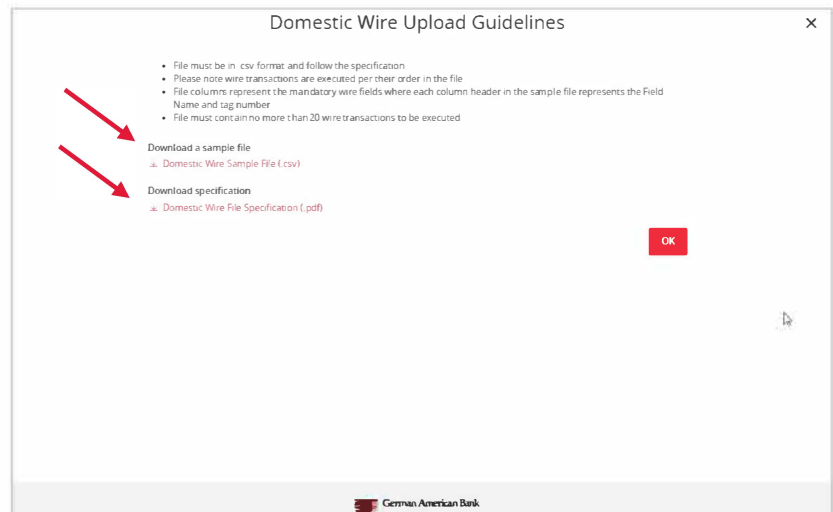 Domestic Wire Upload Guidelines
• File must be in .csv format and follow the specification
• Please note wire transactions are executed per their order in the file
• File columns represent the mandatory wire fields where each column header in the sample file represents the Field
Name and tag number
• File must contain no more than 20 wire transactions to be executed
Download a sample file
Domestic Wire Sample File (.csv)
Download specification
Domestic Wire File Specification (.pdf)
OK
German American Bank